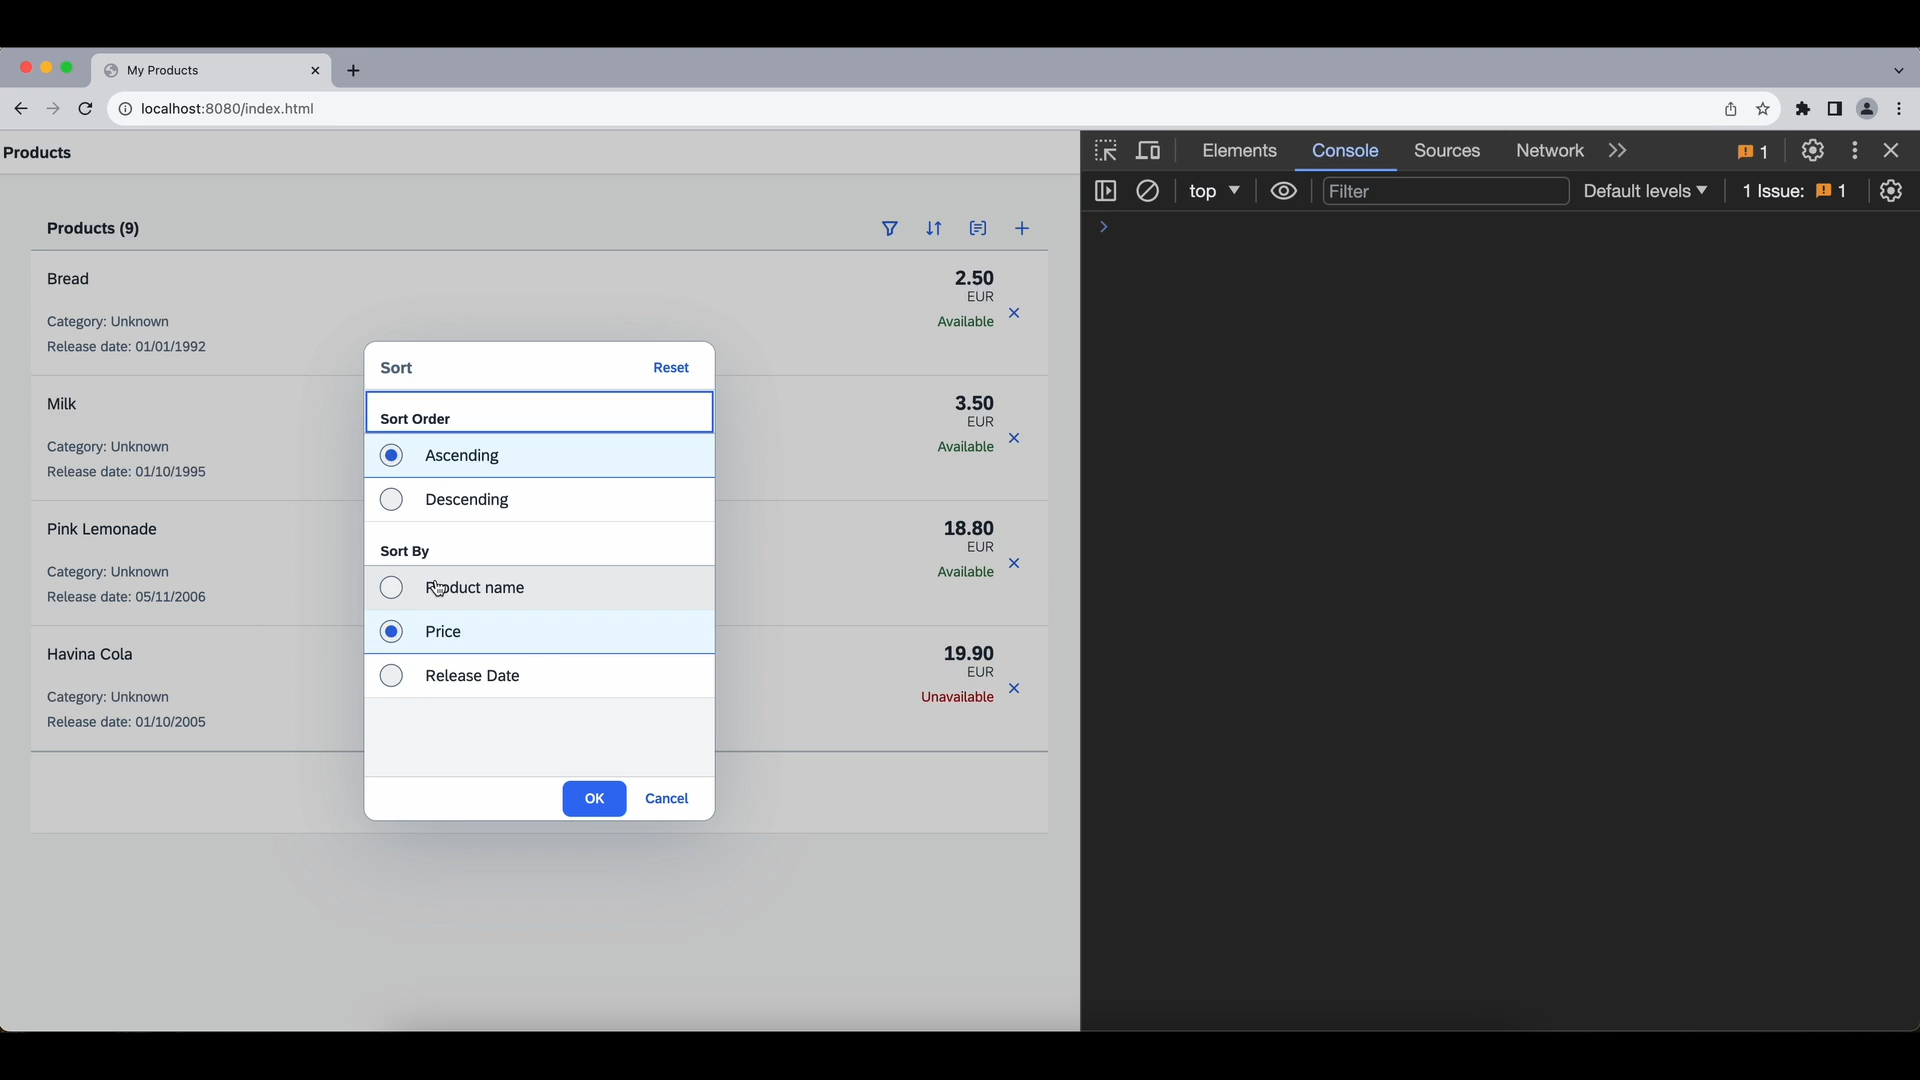 My Products
localhost:8080/index.html
Products
Elements Console Sources Network 1
top Filter Default levels 1 Issue: 1
Products (9)
Bread 2.50
EUR
Category: Unknown Available
Release date: 01/01/1992
Milk 3.50
EUR
Category: Unknown Available
Release date: 01/10/1995
Pink Lemonade 18.80
EUR
Category: Unknown Available
Release date: 05/11/2006
Havina Cola 19.90
EUR
Category: Unknown Unavailable
Release date: 01/10/2005
Sort Reset
Sort Order
Ascending
Descending
Sort By
Product name
Price
Release Date
OK Cancel